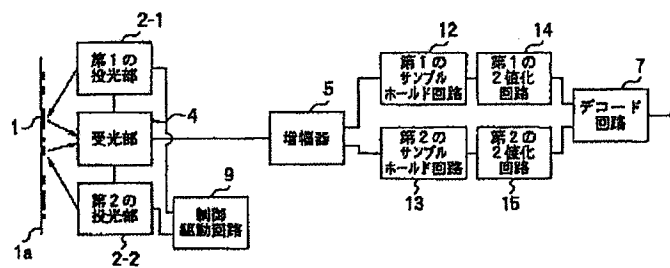 2-1
第1の
投光部
1
4
受光部
第2の
投光部
1a
2-2
9
制御
駆動回路
5
増幅器
12
第1の
サンプル
ホールド回路
14
第1の
2値化
回路
7
デコード
回路
第2の
サンプル
ホールド回路
13
第2の
2値化
回路
15